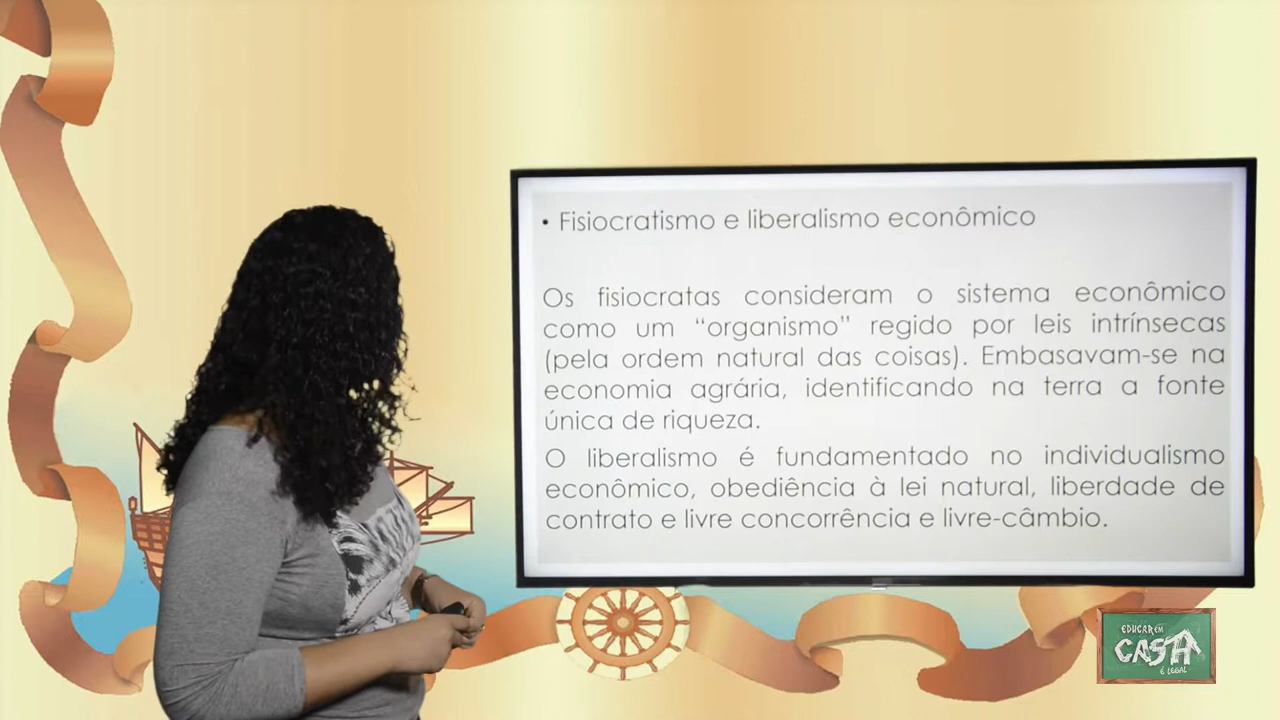 • Fisiocratismo e liberalismo econômico
Os fisiocratas consideram o sistema econômico
como um “organismo” regido por leis intrínsecas
(pela ordem natural das coisas). Embasavam-se na
economia agrária, identificando na terra a fonte
única de riqueza.
O liberalismo é fundamentado no individualismo
econômico, obediência à lei natural, liberdade de
contrato e livre concorrência e livre-câmbio.
EDUCAR EM
CASA
É LEGAL